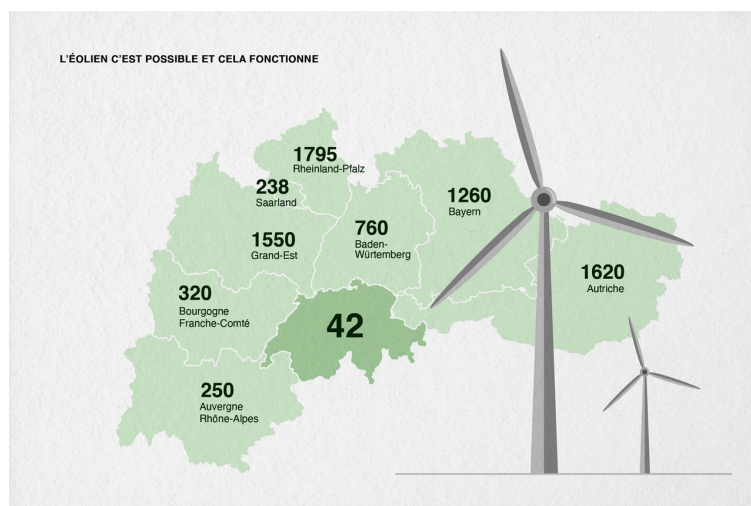 L'ÉOLIEN C'EST POSSIBLE ET CELA FONCTIONNE
1795
Rheinland-Pfalz
238
Saarland
1260
Bayern
1550
Grand-Est
760
Baden-
Würtemberg
1620
Autriche
320
Bourgogne
Franche-Comté
42
250
Auvergne
Rhône-Alpes